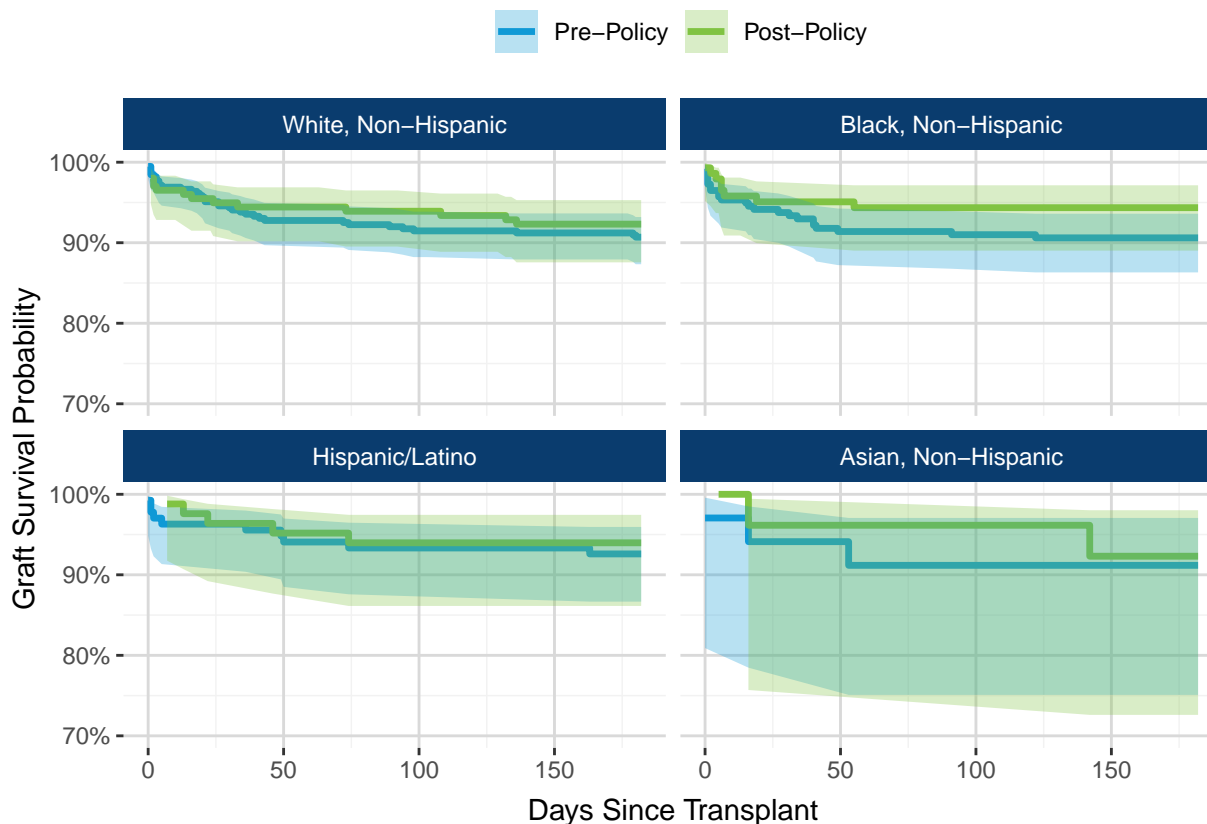 Pre−Policy Post−Policy
White, Non−Hispanic Black, Non−Hispanic
100%
90%
80%
70%
Hispanic/Latino Asian, Non−Hispanic
100%
90%
80%
70%
0 50 100 150 0 50 100 150
Days Since Transplant
Graft Survival Probability